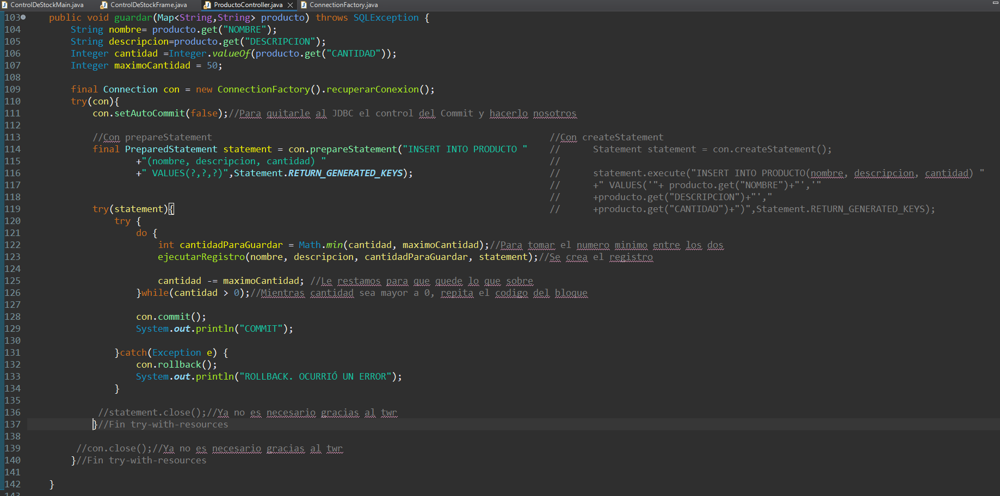 ControlDeStockMain.java ControlDeStockFrame.java ProductoController.java ConnectionFactory.java
103 public void guardar(Map<String,String> producto) throws SQLException {
104 String nombre= producto.get("NOMBRE");
105 String descripcion=producto.get("DESCRIPCION");
106 Integer cantidad =Integer.valueOf(producto.get("CANTIDAD"));
107 Integer maximoCantidad = 50;
108
109 final Connection con = new ConnectionFactory().recuperarConexion();
110 try(con){
111 con.setAutoCommit(false);//Para quitarle al JDBC el control del Commit y hacerlo nosotros
112
113 //Con prepareStatement //Con createStatement
114 final PreparedStatement statement = con.prepareStatement("INSERT INTO PRODUCTO " // Statement statement = con.createStatement();
115 +"(nombre, descripcion, cantidad) " //
116 +" VALUES(?,?,?)",Statement.RETURN_GENERATED_KEYS); // statement.execute("INSERT INTO PRODUCTO(nombre, descripcion, cantidad) "
117 // +" VALUES('"+ producto.get("NOMBRE")+"','"
118 // +producto.get("DESCRIPCION")+"',"
119 try(statement){ // +producto.get("CANTIDAD")+")",Statement.RETURN_GENERATED_KEYS);
120 try {
121 do {
122 int cantidadParaGuardar = Math.min(cantidad, maximoCantidad);//Para tomar el numero minimo entre los dos
123 ejecutarRegistro(nombre, descripcion, cantidadParaGuardar, statement);//Se crea el registro
124
125 cantidad -= maximoCantidad; //Le restamos para que quede lo que sobre
126 }while(cantidad > 0);//Mientras cantidad sea mayor a 0, repita el codigo del bloque
127
128 con.commit();
129 System.out.println("COMMIT");
130
131 }catch(Exception e) {
132 con.rollback();
133 System.out.println("ROLLBACK. OCURRIÓ UN ERROR");
134 }
135
136 //statement.close();//Ya no es necesario gracias al twr
137 }//Fin try-with-resources
138
139 //con.close();//Ya no es necesario gracias al twr
140 }//Fin try-with-resources
141
142 }
143